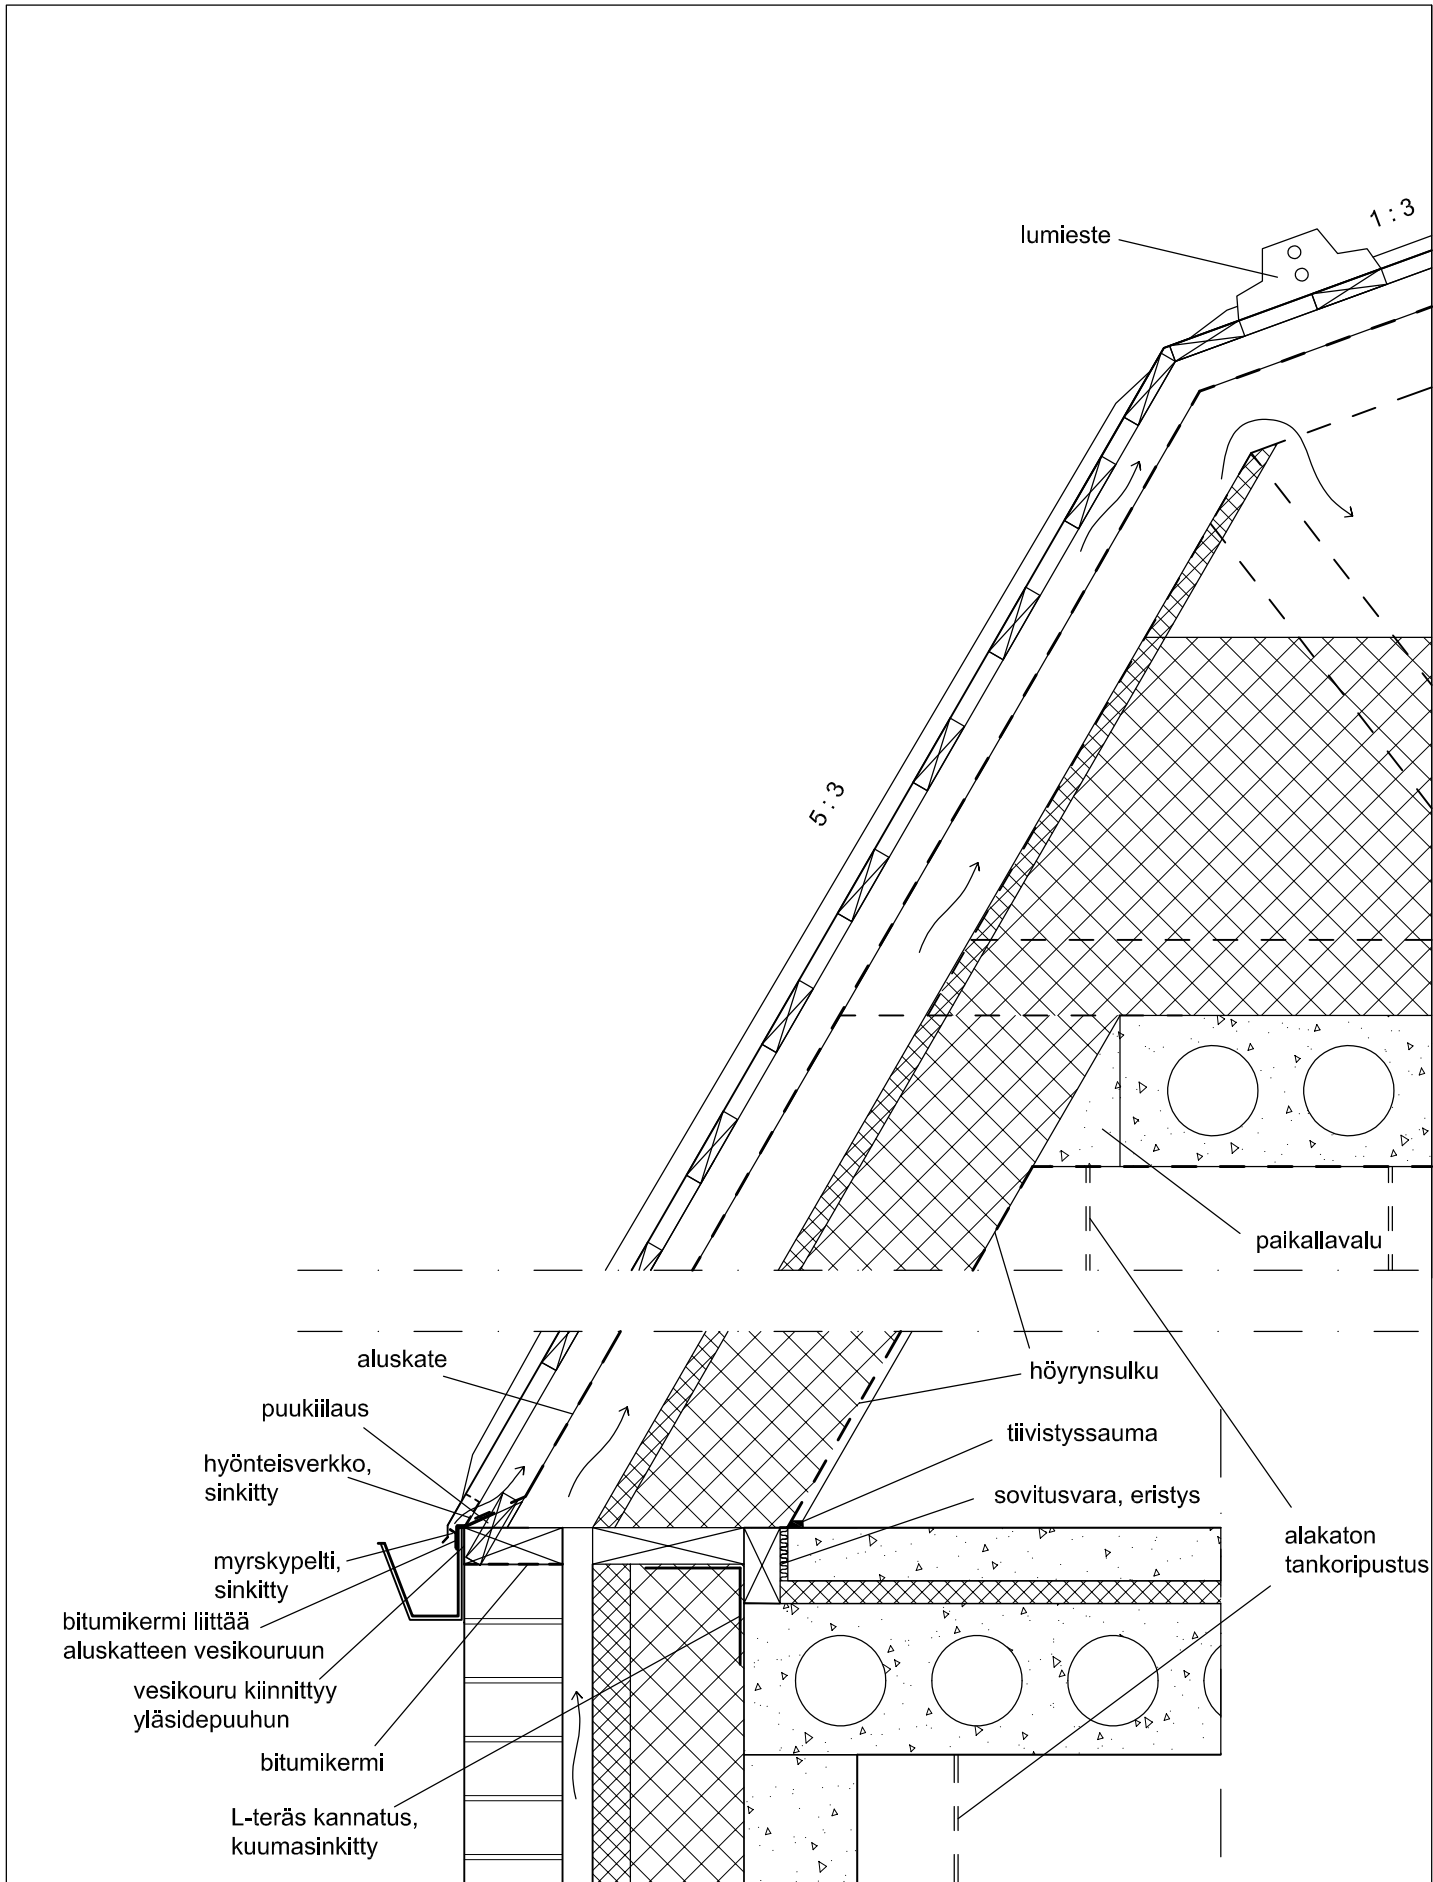 1 : 3
lumieste
5 : 3
paikallavalu
aluskate
höyrynsulku
puukiilaus
tiivistyssauma
hyönteisverkko,
sinkitty
sovitusvara, eristys
alakaton
tankoripustus
myrskypelti,
sinkitty
bitumikermi liittää
aluskatteen vesikouruun
vesikouru kiinnittyy
yläsidepuuhun
bitumikermi
L-teräs kannatus,
kuumasinkitty